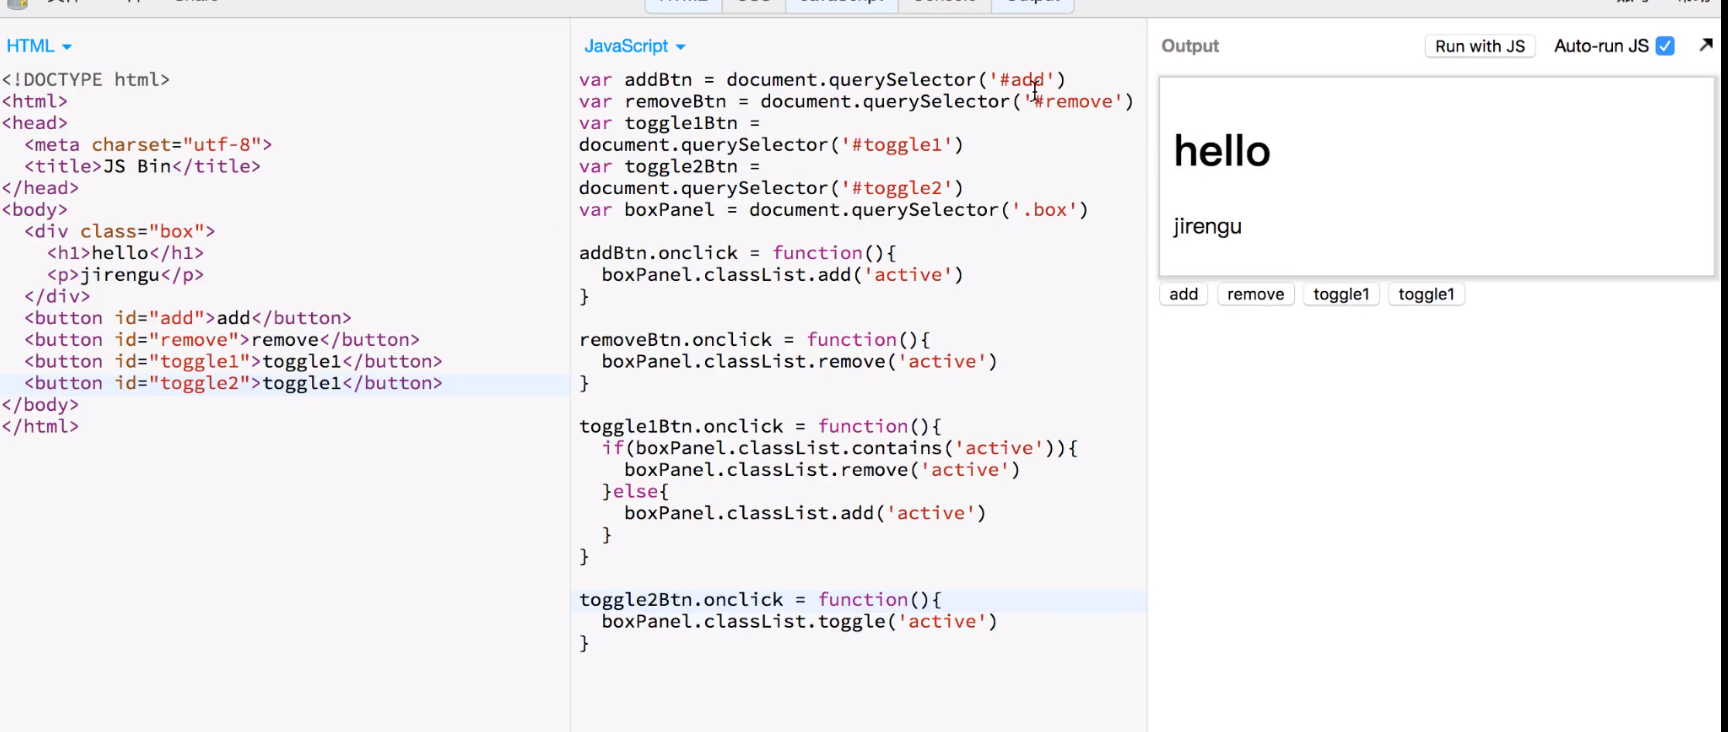 HTML
<!DOCTYPE html>
<html>
<head>
  <meta charset="utf-8">
  <title>JS Bin</title>
</head>
<body>
  <div class="box">
    <h1>hello</h1>
    <p>jirengu</p>
  </div>
  <button id="add">add</button>
  <button id="remove">remove</button>
  <button id="toggle1">toggle1</button>
  <button id="toggle2">toggle1</button>
</body>
</html>
JavaScript
var addBtn = document.querySelector('#add')
var removeBtn = document.querySelector('#remove')
var toggle1Btn =
document.querySelector('#toggle1')
var toggle2Btn =
document.querySelector('#toggle2')
var boxPanel = document.querySelector('.box')
addBtn.onclick = function(){
  boxPanel.classList.add('active')
}
removeBtn.onclick = function(){
  boxPanel.classList.remove('active')
}
toggle1Btn.onclick = function(){
  if(boxPanel.classList.contains('active')){
    boxPanel.classList.remove('active')
  }else{
    boxPanel.classList.add('active')
  }
}
toggle2Btn.onclick = function(){
  boxPanel.classList.toggle('active')
}
Output
Run with JS
Auto-run JS
hello
jirengu
add remove toggle1 toggle1